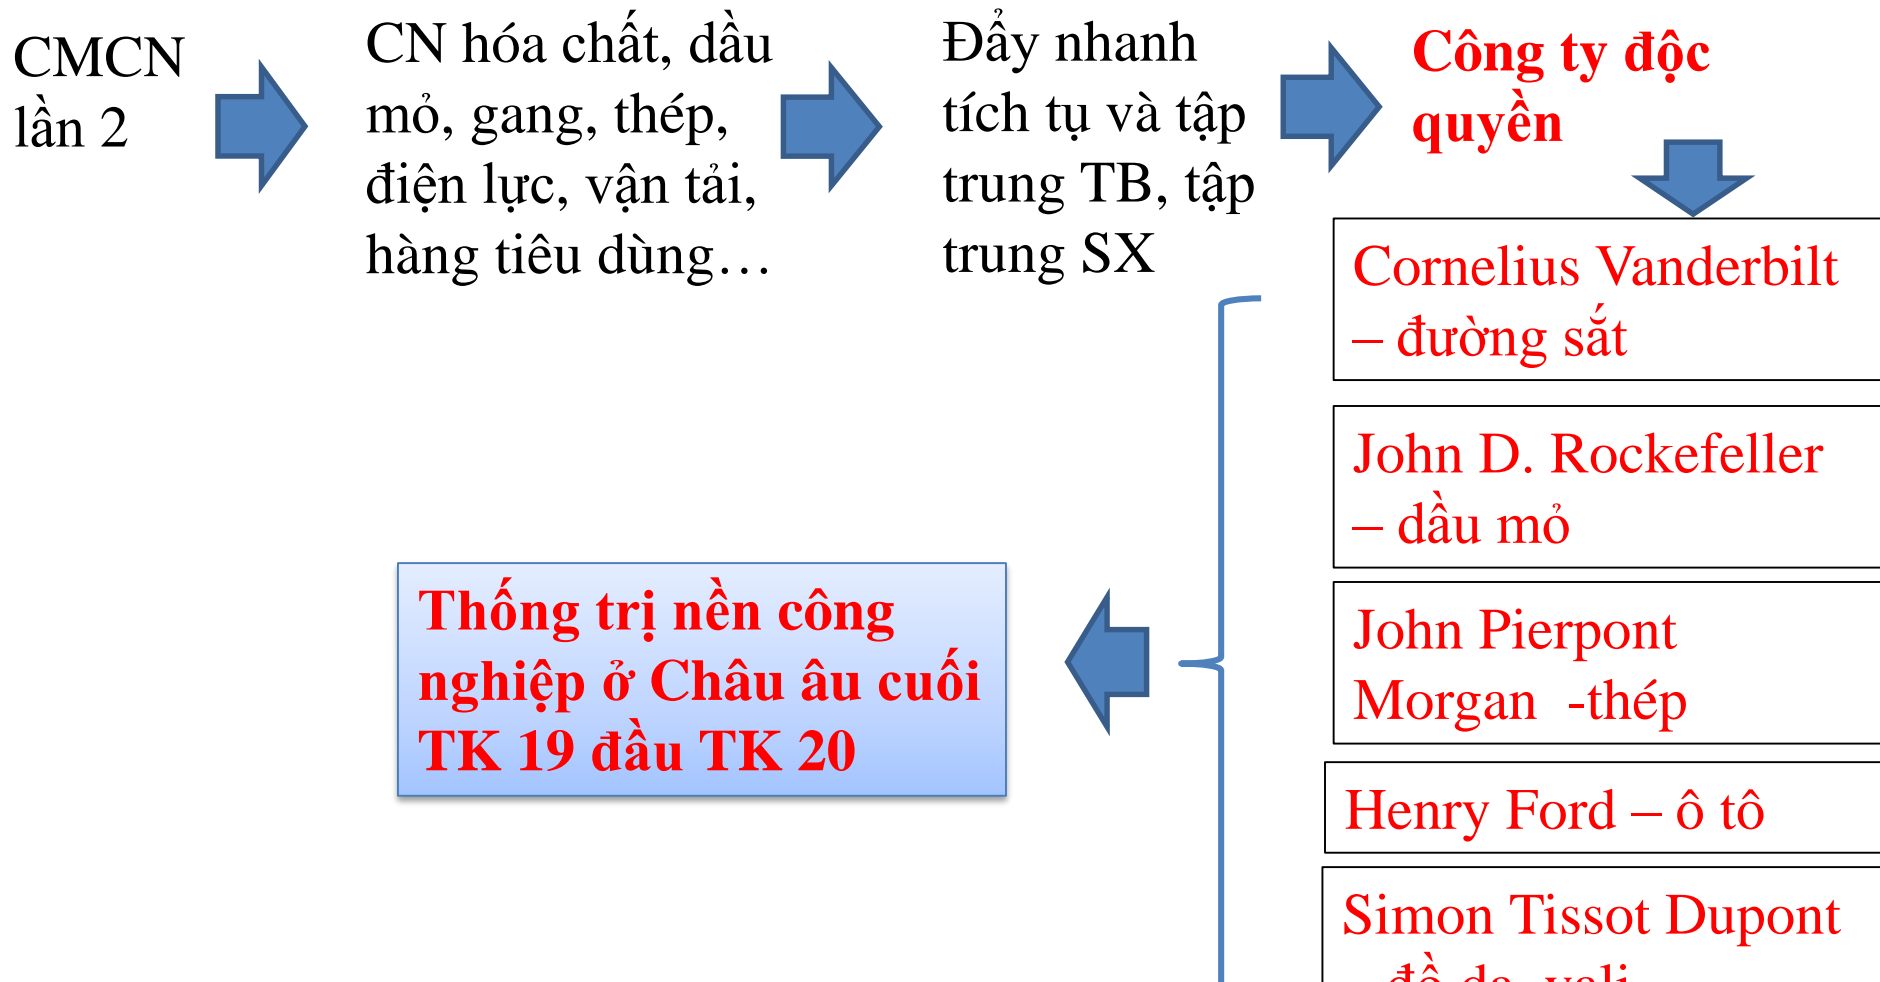 CMCN
lần 2
CN hóa chất, dầu
mỏ, gang, thép,
điện lực, vận tải,
hàng tiêu dùng…
Đẩy nhanh
tích tụ và tập
trung TB, tập
trung SX
Công ty độc
quyền
Cornelius Vanderbilt
– đường sắt
John D. Rockefeller
– dầu mỏ
John Pierpont
Morgan -thép
Henry Ford – ô tô
Simon Tissot Dupont
đồ da, vali
Thống trị nền công
nghiệp ở Châu âu cuối
TK 19 đầu TK 20